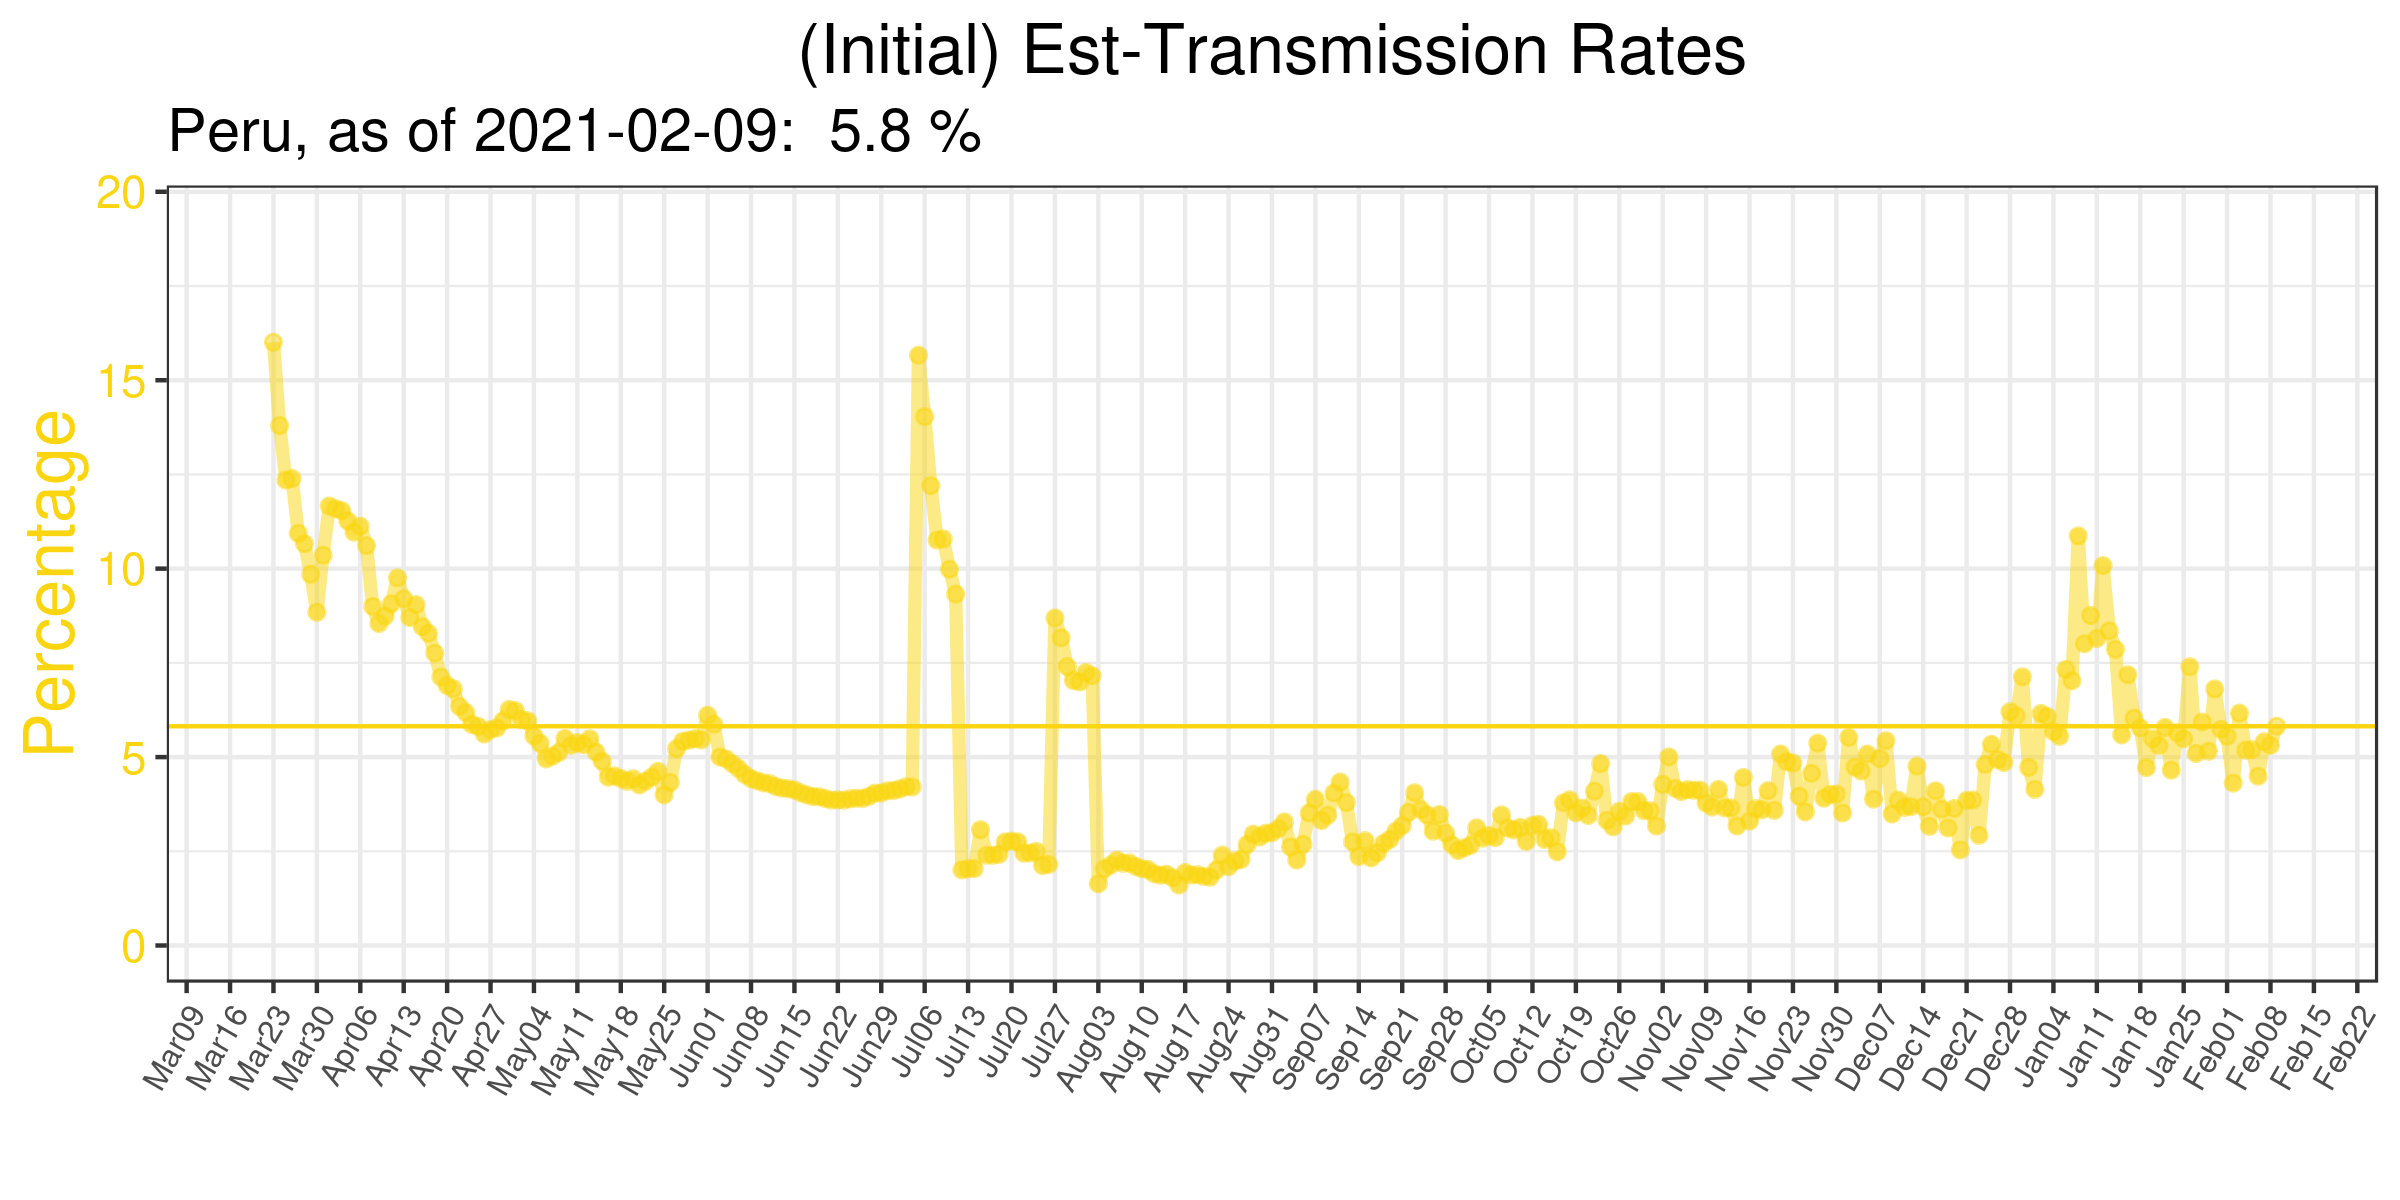 (Initial) Est-Transmission Rates
Peru, as of 2021-02-09:  5.8 %
Percentage
20
15
10
5
0
Mar09
Mar16
Mar23
Mar30
Apr06
Apr13
Apr20
Apr27
May04
May11
May18
May25
Jun01
Jun08
Jun15
Jun22
Jun29
Jul06
Jul13
Jul20
Jul27
Aug03
Aug10
Aug17
Aug24
Aug31
Sep07
Sep14
Sep21
Sep28
Oct05
Oct12
Oct19
Oct26
Nov02
Nov09
Nov16
Nov23
Nov30
Dec07
Dec14
Dec21
Dec28
Jan04
Jan11
Jan18
Jan25
Feb01
Feb08
Feb15
Feb22